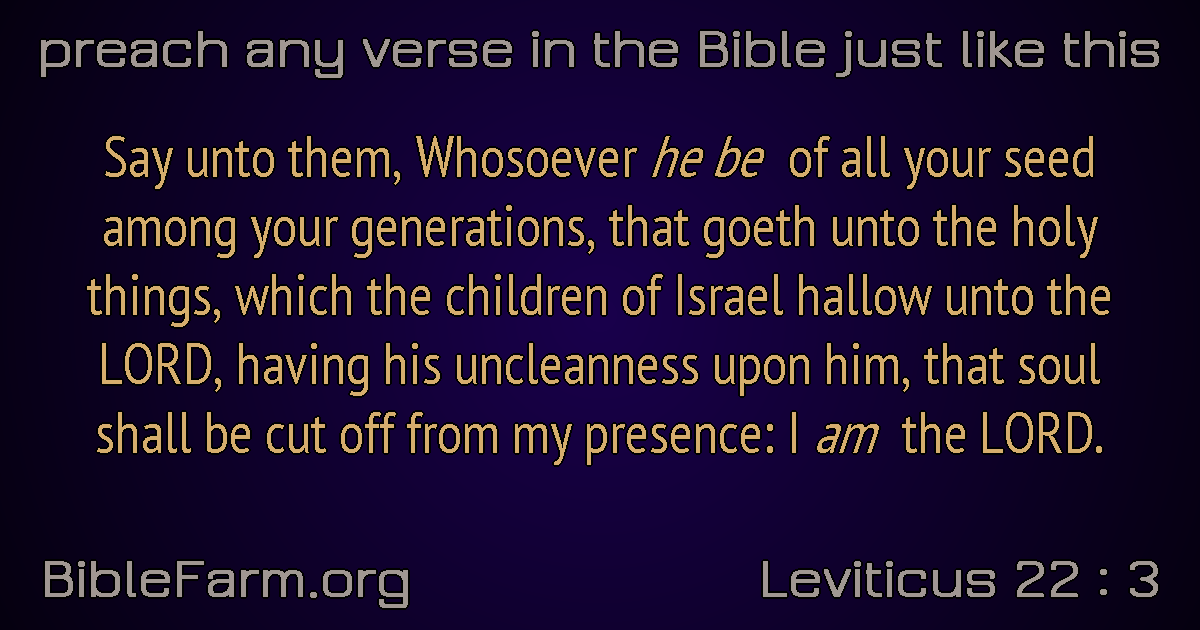 preach any verse in the Bible just like this
Say unto them, Whosoever he be of all your seed
among your generations, that goeth unto the holy
things, which the children of Israel hallow unto the
LORD, having his uncleanness upon him, that soul
shall be cut off from my presence: I am the LORD.
BibleFarm.org
Leviticus 22 : 3